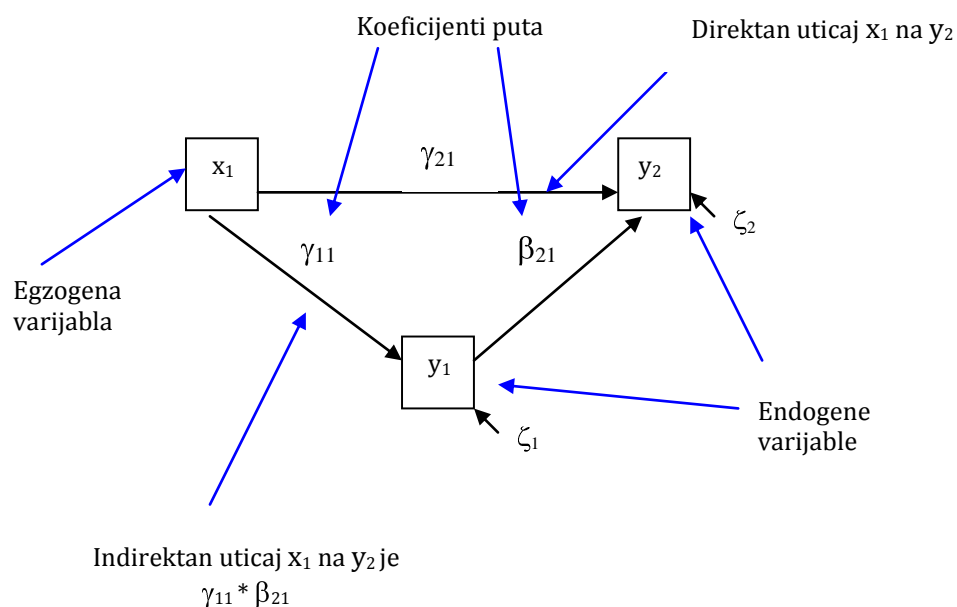 Koeficijenti puta
Direktan uticaj x₁ na y₂
x₁
γ₂₁
y₂
ζ₂
γ₁₁
β₂₁
Egzogena
varijabla
y₁
ζ₁
Endogene
varijable
Indirektan uticaj x₁ na y₂ je
γ₁₁ * β₂₁